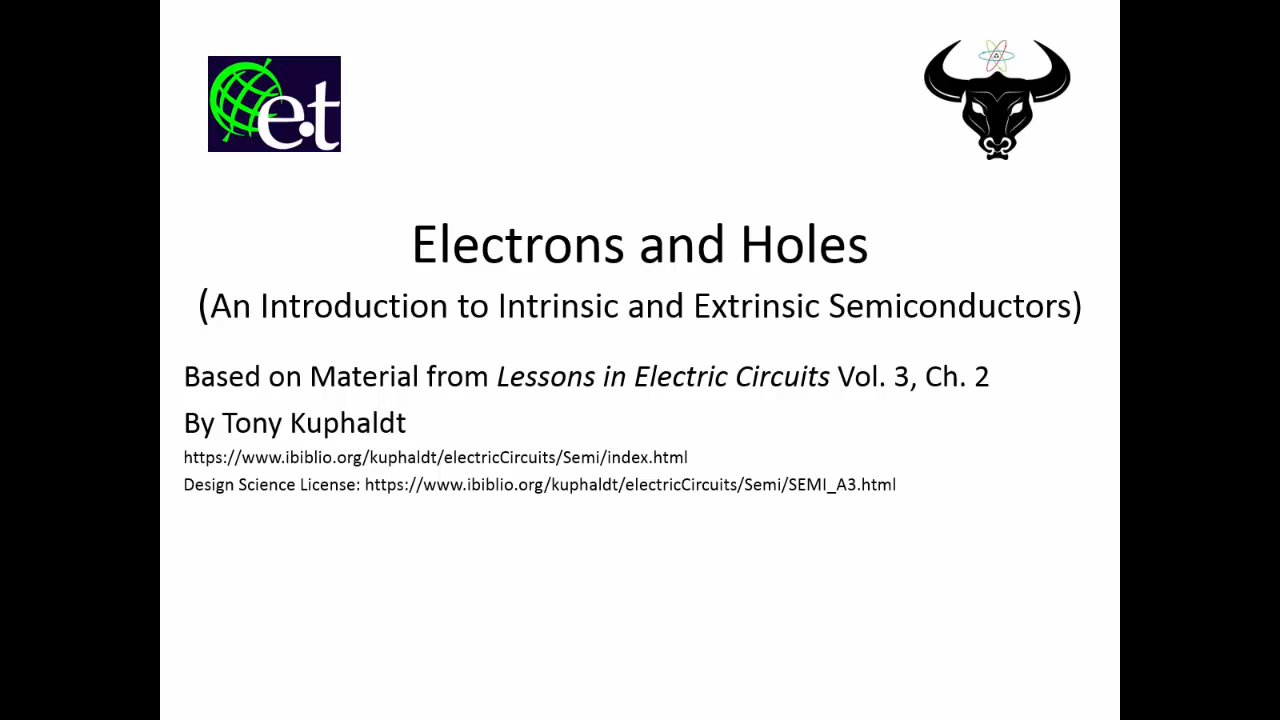 e·t
Electrons and Holes
(An Introduction to Intrinsic and Extrinsic Semiconductors)
Based on Material from Lessons in Electric Circuits Vol. 3, Ch. 2
By Tony Kuphaldt
https://www.ibiblio.org/kuphaldt/electricCircuits/Semi/index.html
Design Science License: https://www.ibiblio.org/kuphaldt/electricCircuits/Semi/SEMI_A3.html